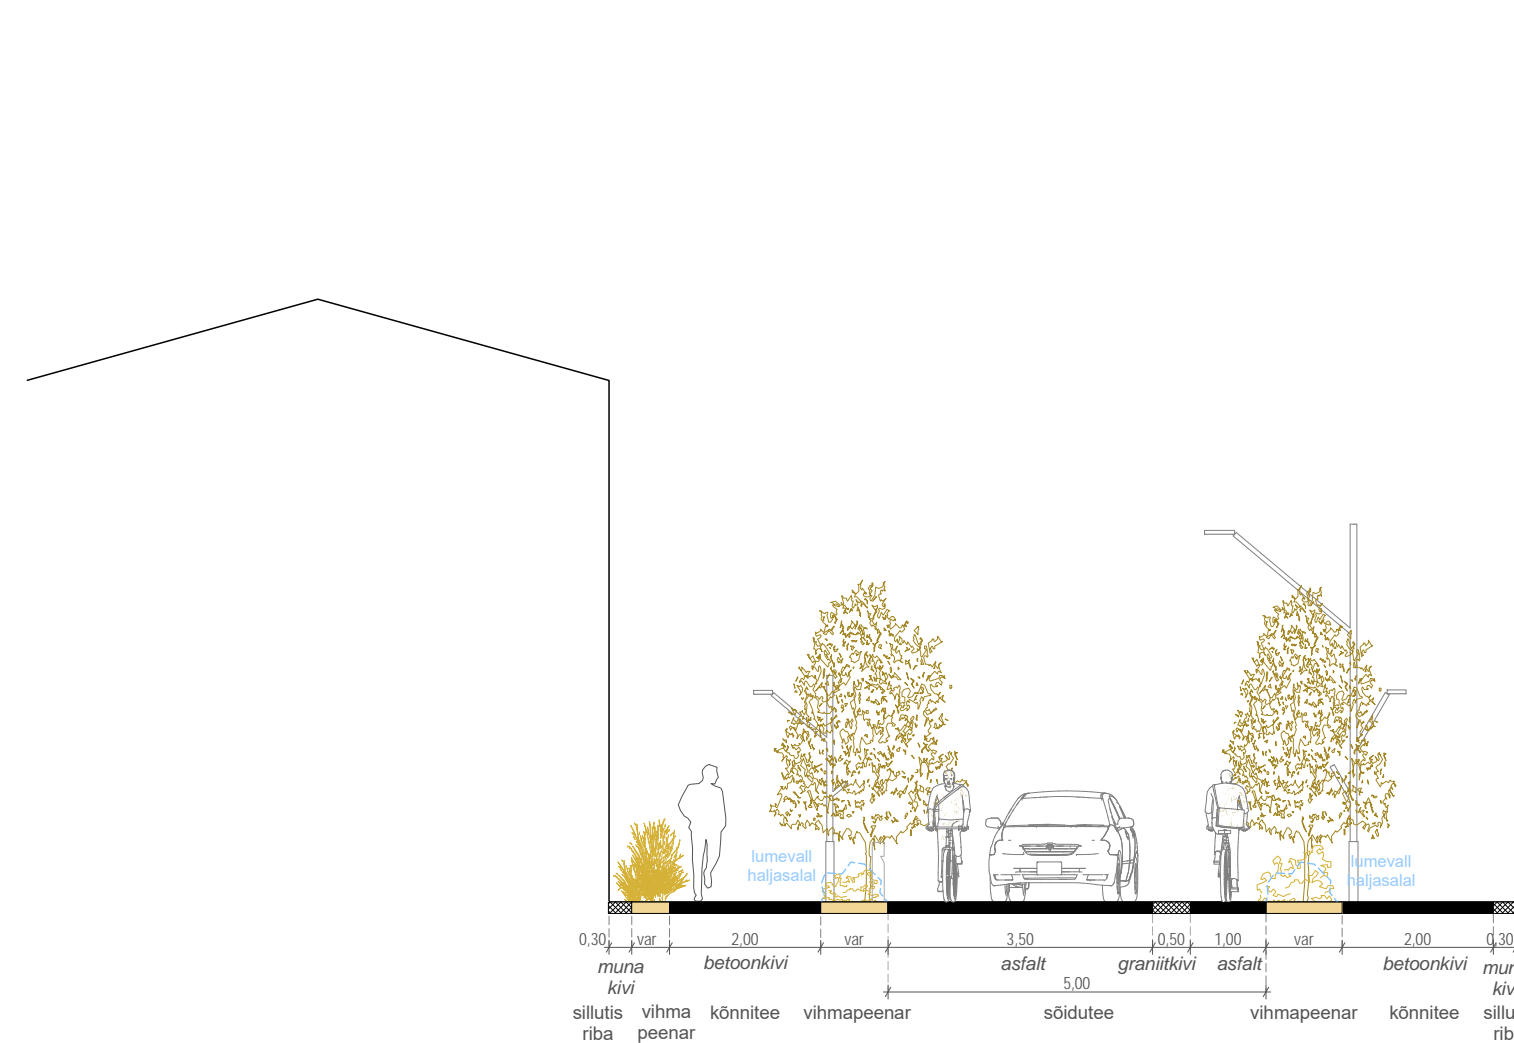 lumevall
haljasalal
lumevall
haljasalal
0,30 var 2,00 var 3,50 0,50 1,00 var 2,00 0,30
muna
kivi
betoonkivi
asfalt
graniitkivi
asfalt
betoonkivi
5,00
sillutis
riba
vihma
peenar
kõnnitee
vihmapeenar
sõidutee
vihmapeenar
kõnnitee